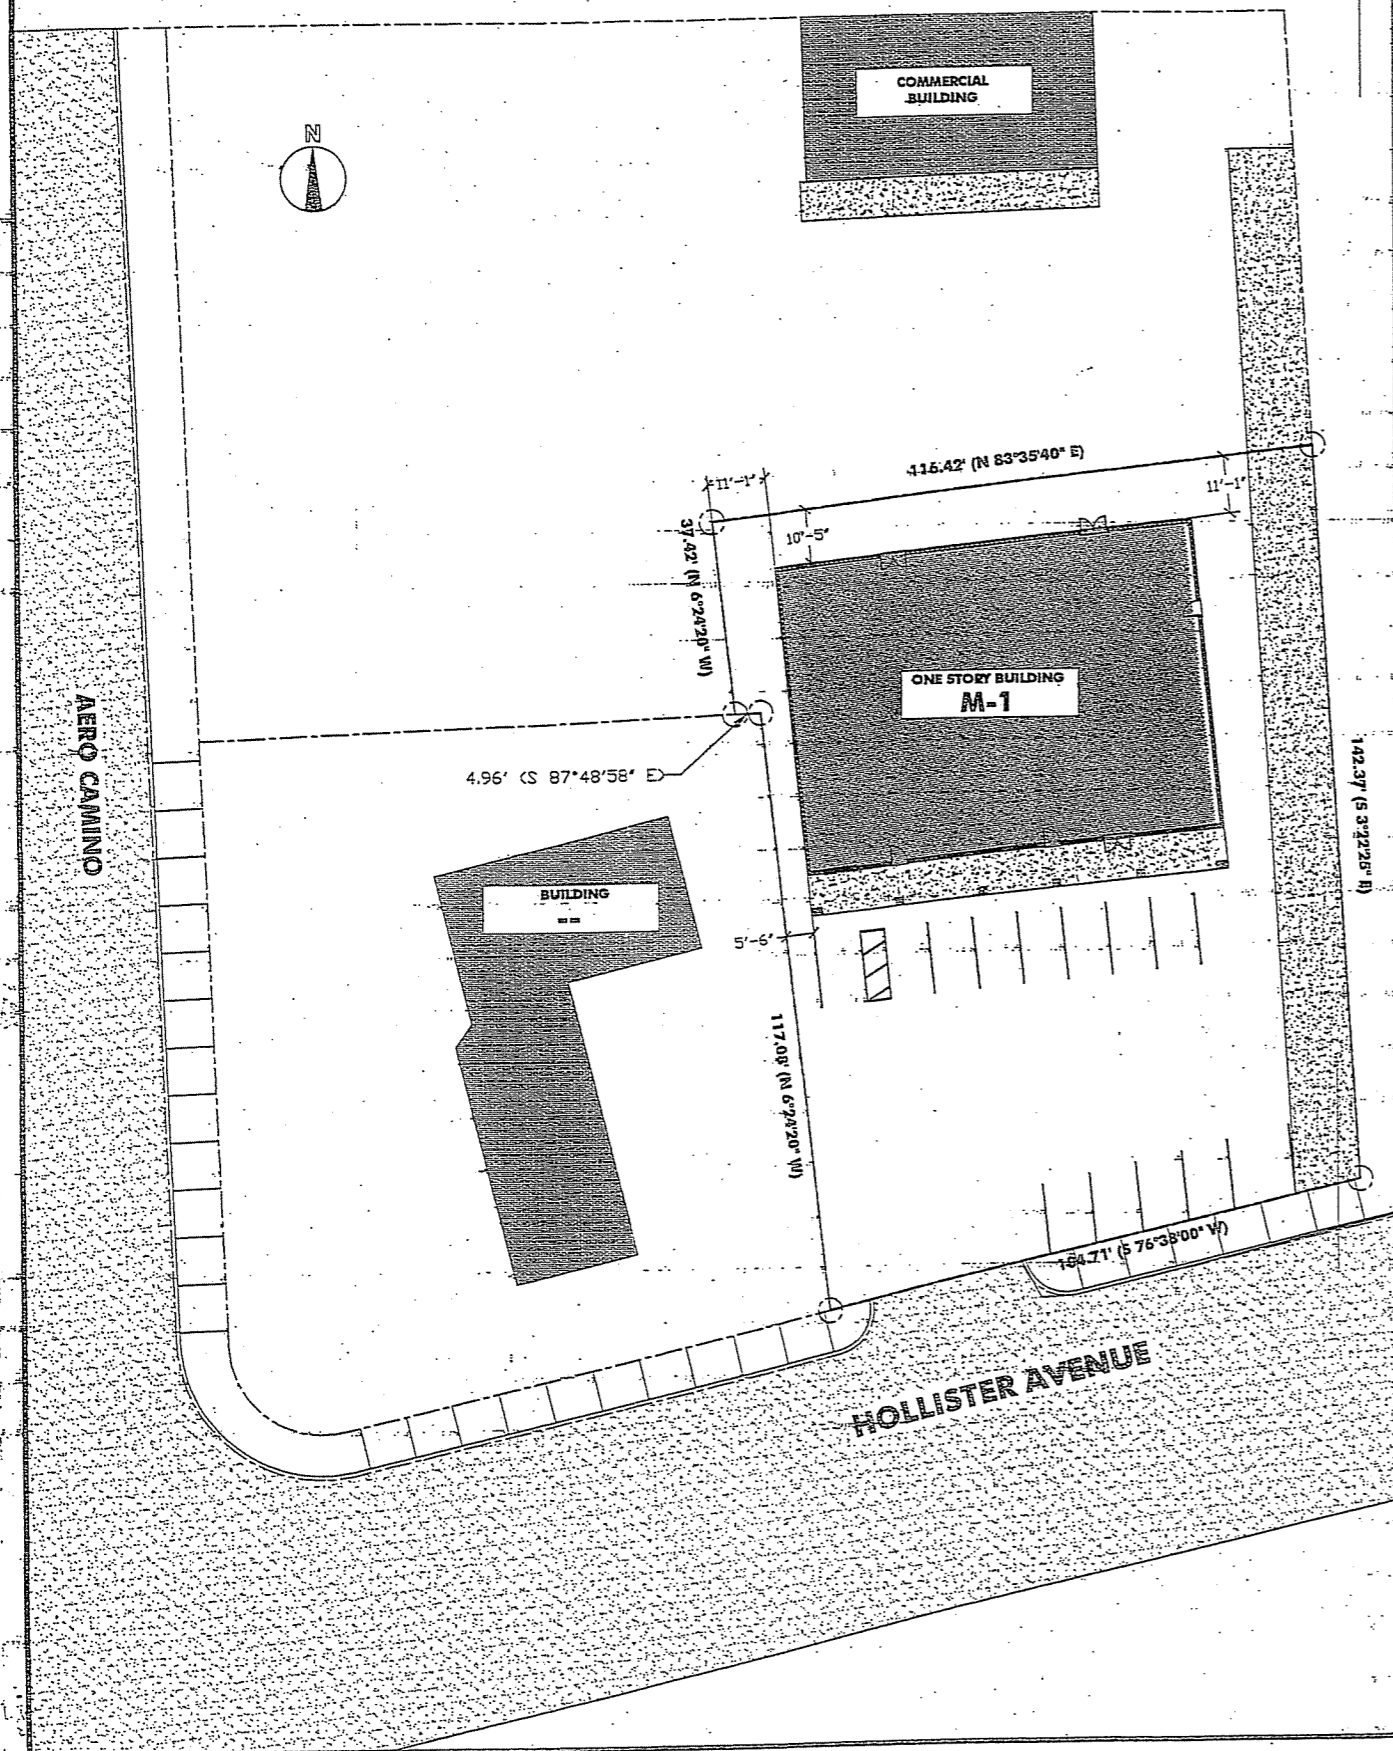 COMMERCIAL
BUILDING
N
116.42' (N 83°35'40" E)
11'-1"
11'-1"
10'-5"
37.42' (N 6°24'20" W)
ONE STORY BUILDING
M-1
AERO CAMINO
4.96' (S 87°48'58" E)
142.37' (S 3°22'25" E)
BUILDING
--
5'-6"
117.08' (N 6°24'20" W)
104.71' (S 76°38'00" W)
HOLLISTER AVENUE